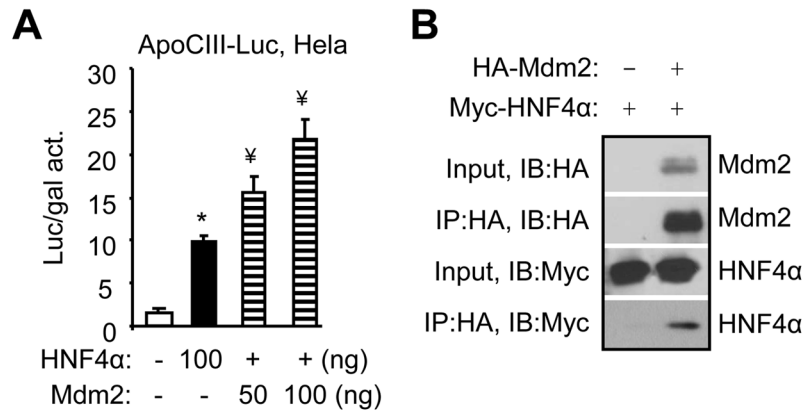 A
ApoCIII-Luc, Hela
Luc/gal act.
30
25
20
15
10
5
0
* ¥ ¥
HNF4α: - 100 + + (ng)
Mdm2: - - 50 100 (ng)
B
HA-Mdm2: - +
Myc-HNF4α: + +
Input, IB:HA Mdm2
IP:HA, IB:HA Mdm2
Input, IB:Myc HNF4α
IP:HA, IB:Myc HNF4α